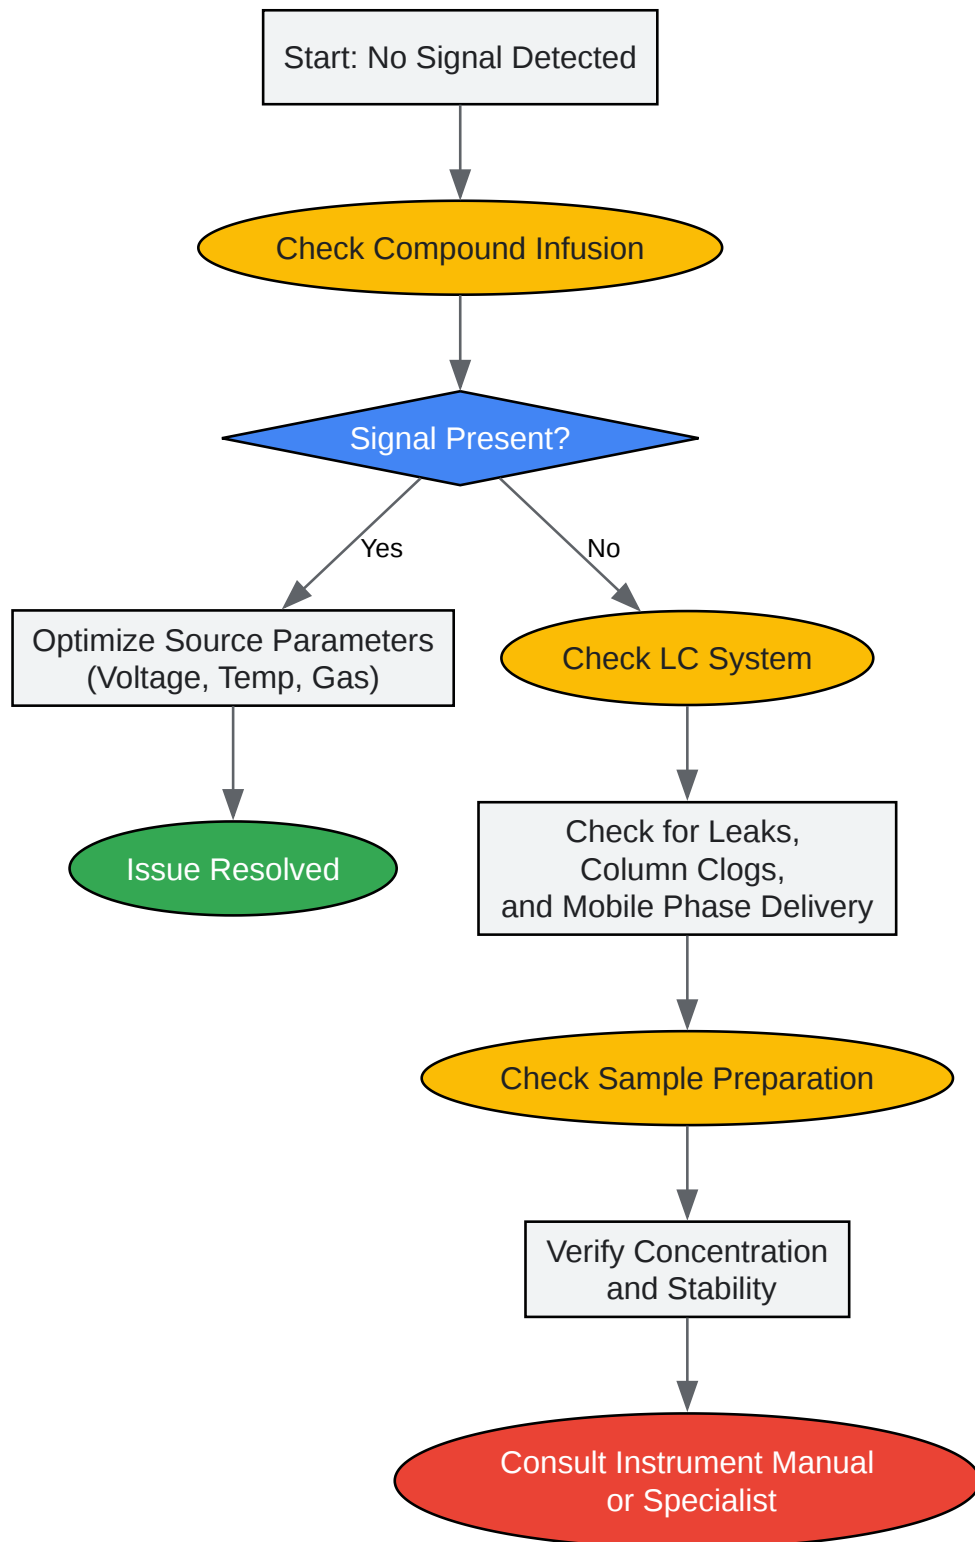 Start: No Signal Detected
Check Compound Infusion
Signal Present?
Yes
No
Optimize Source Parameters
(Voltage, Temp, Gas)
Check LC System
Issue Resolved
Check for Leaks,
Column Clogs,
and Mobile Phase Delivery
Check Sample Preparation
Verify Concentration
and Stability
Consult Instrument Manual
or Specialist